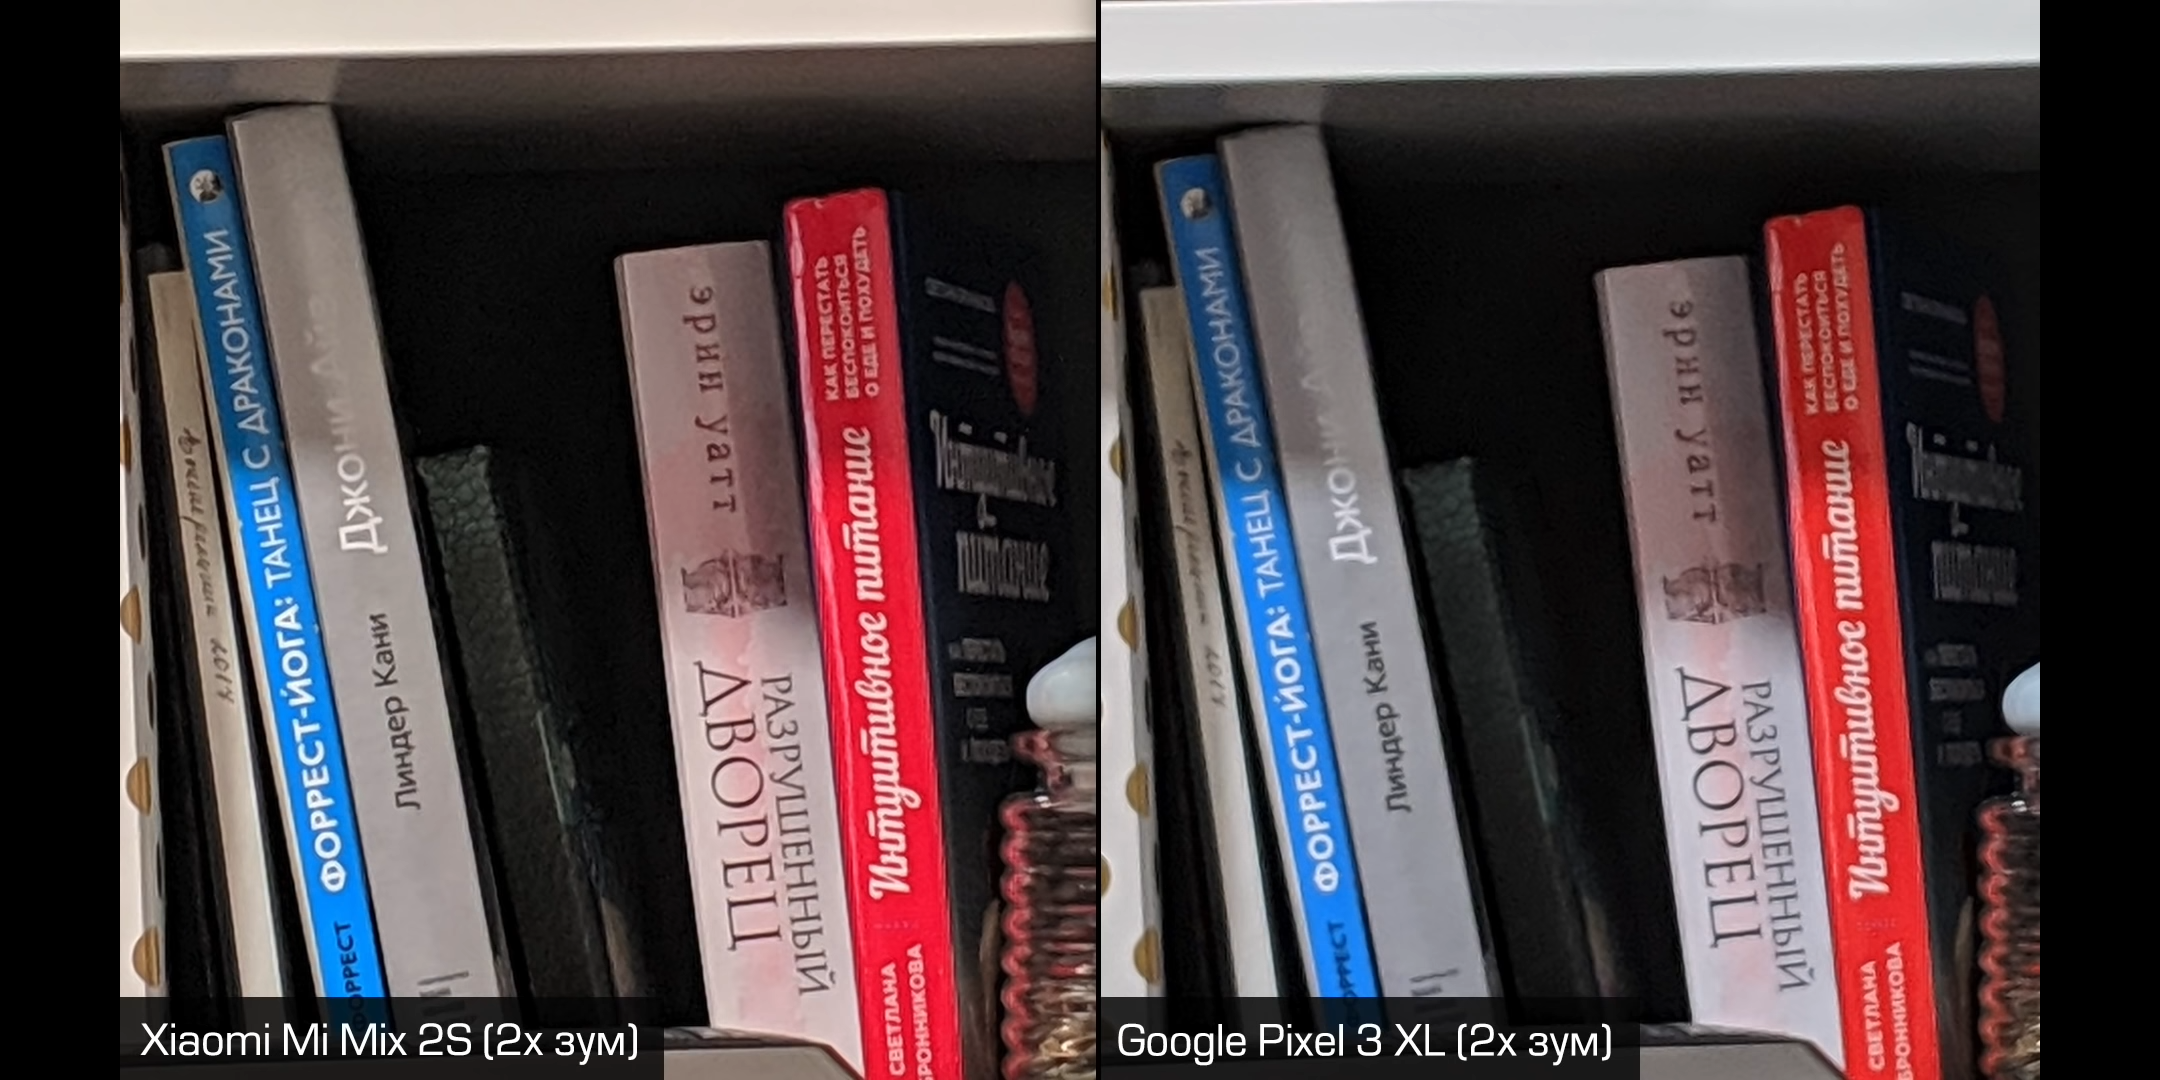 ФОРРЕСТ-ЙОГА: ТАНЕЦ С ДРАКОНАМИ
ФОРРЕСТ
Джони
Линдер Кани
эрин уатт
РАЗРУШЕННЫЙ
ДВОРЕЦ
КАК ПЕРЕСТАТЬ
БЕСПОКОИТЬСЯ
О ЕДЕ И ПОХУДЕТЬ
Интуитивное питание
СВЕТЛАНА
БРОННИКОВА
питание
Xiaomi Mi Mix 2S (2x зум)
ФОРРЕСТ-ЙОГА: ТАНЕЦ С ДРАКОНАМИ
Джони
Линдер Кани
эрин уатт
РАЗРУШЕННЫЙ
ДВОРЕЦ
КАК ПЕРЕСТАТЬ
БЕСПОКОИТЬСЯ
О ЕДЕ И ПОХУДЕТЬ
Интуитивное питание
СВЕТЛАНА
БРОННИКОВА
Google Pixel 3 XL (2x зум)